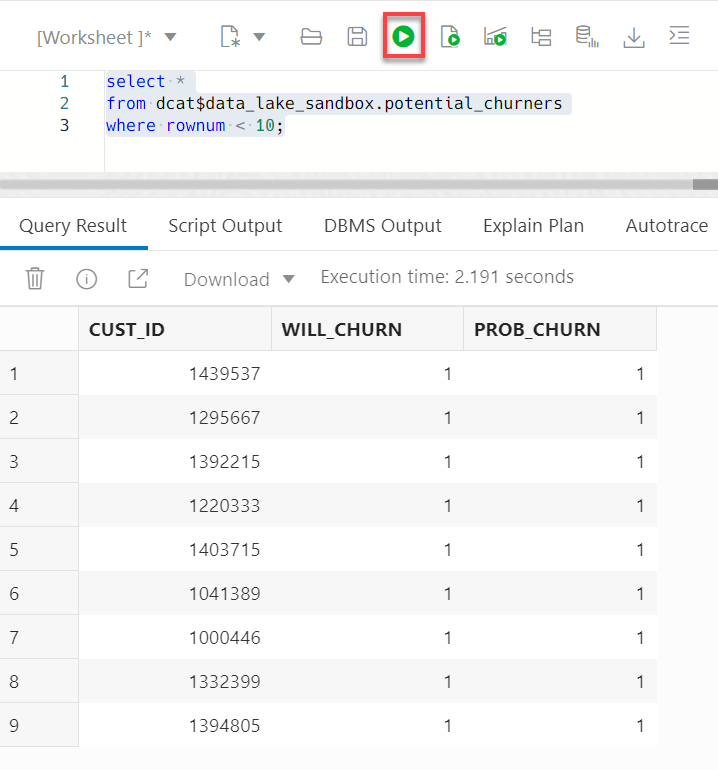 [Worksheet ]*
1 select *
2 from dcat$data_lake_sandbox.potential_churners
3 where rownum < 10;
Query Result Script Output DBMS Output Explain Plan Autotrace
Download Execution time: 2.191 seconds
CUST_ID WILL_CHURN PROB_CHURN
1 1439537 1 1
2 1295667 1 1
3 1392215 1 1
4 1220333 1 1
5 1403715 1 1
6 1041389 1 1
7 1000446 1 1
8 1332399 1 1
9 1394805 1 1